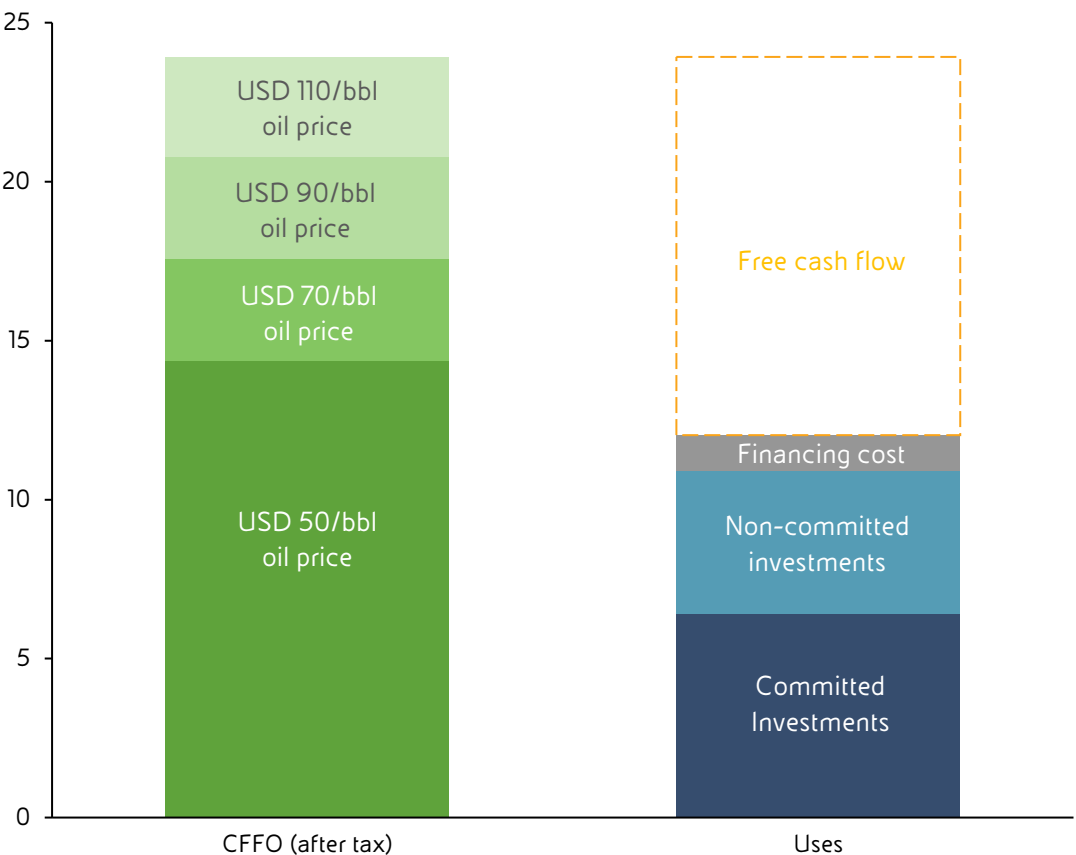 25
20
15
10
5
0
USD 110/bbl
oil price
USD 90/bbl
oil price
USD 70/bbl
oil price
USD 50/bbl
oil price
Free cash flow
Financing cost
Non-committed
investments
Committed
Investments
CFFO (after tax)
Uses